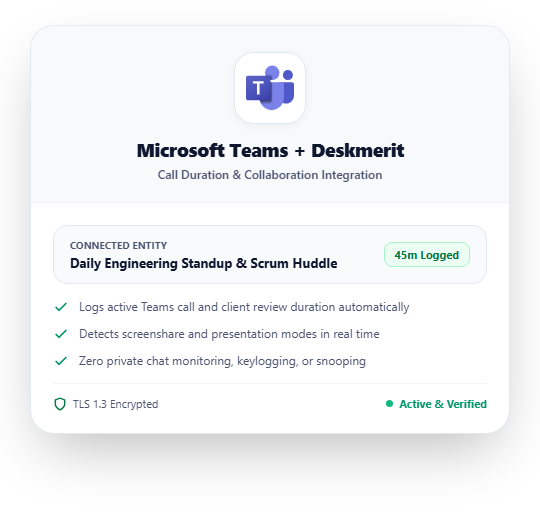 T
Microsoft Teams + Deskmerit
Call Duration & Collaboration Integration
CONNECTED ENTITY
Daily Engineering Standup & Scrum Huddle
45m Logged
Logs active Teams call and client review duration automatically
Detects screenshare and presentation modes in real time
Zero private chat monitoring, keylogging, or snooping
TLS 1.3 Encrypted
Active & Verified